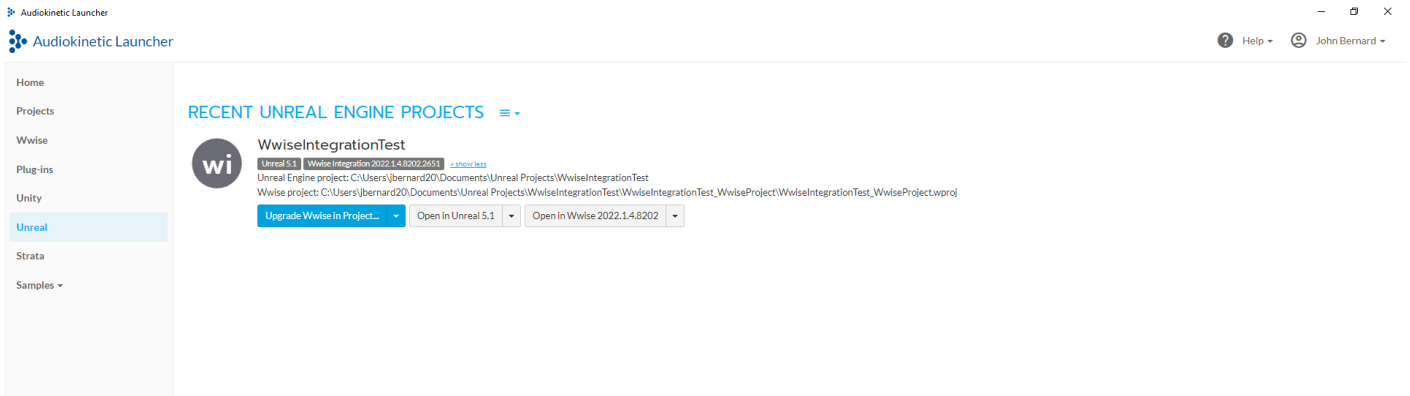 Audiokinetic Launcher
Audiokinetic Launcher
Help
John Bernard
Home
Projects
Wwise
Plug-ins
Unity
Unreal
Strata
Samples
RECENT UNREAL ENGINE PROJECTS
wi
WwiseIntegrationTest
Unreal 5.1 Wwise Integration 2022.1.4.8202.2651 « show less
Unreal Engine project: C:\Users\jbernard20\Documents\Unreal Projects\WwiseIntegrationTest
Wwise project: C:\Users\jbernard20\Documents\Unreal Projects\WwiseIntegrationTest\WwiseIntegrationTest_WwiseProject\WwiseIntegrationTest_WwiseProject.wproj
Upgrade Wwise in Project... Open in Unreal 5.1 Open in Wwise 2022.1.4.8202